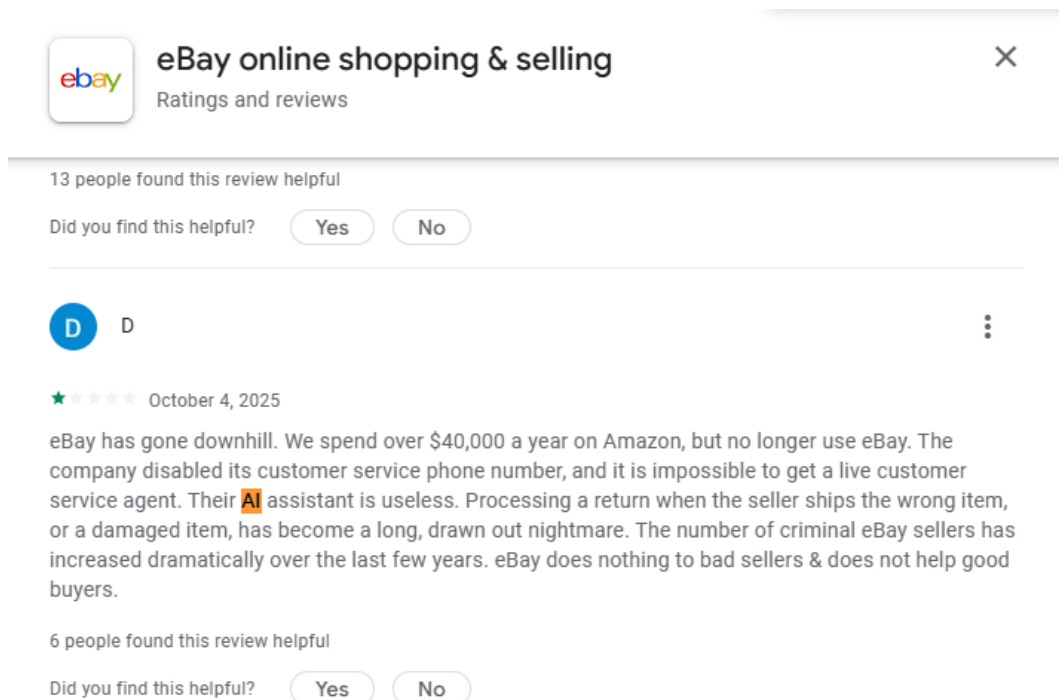 ebay
eBay online shopping & selling
Ratings and reviews
13 people found this review helpful
Did you find this helpful? Yes No
D D
October 4, 2025
eBay has gone downhill. We spend over $40,000 a year on Amazon, but no longer use eBay. The
company disabled its customer service phone number, and it is impossible to get a live customer
service agent. Their AI assistant is useless. Processing a return when the seller ships the wrong item,
or a damaged item, has become a long, drawn out nightmare. The number of criminal eBay sellers has
increased dramatically over the last few years. eBay does nothing to bad sellers & does not help good
buyers.
6 people found this review helpful
Did you find this helpful? Yes No